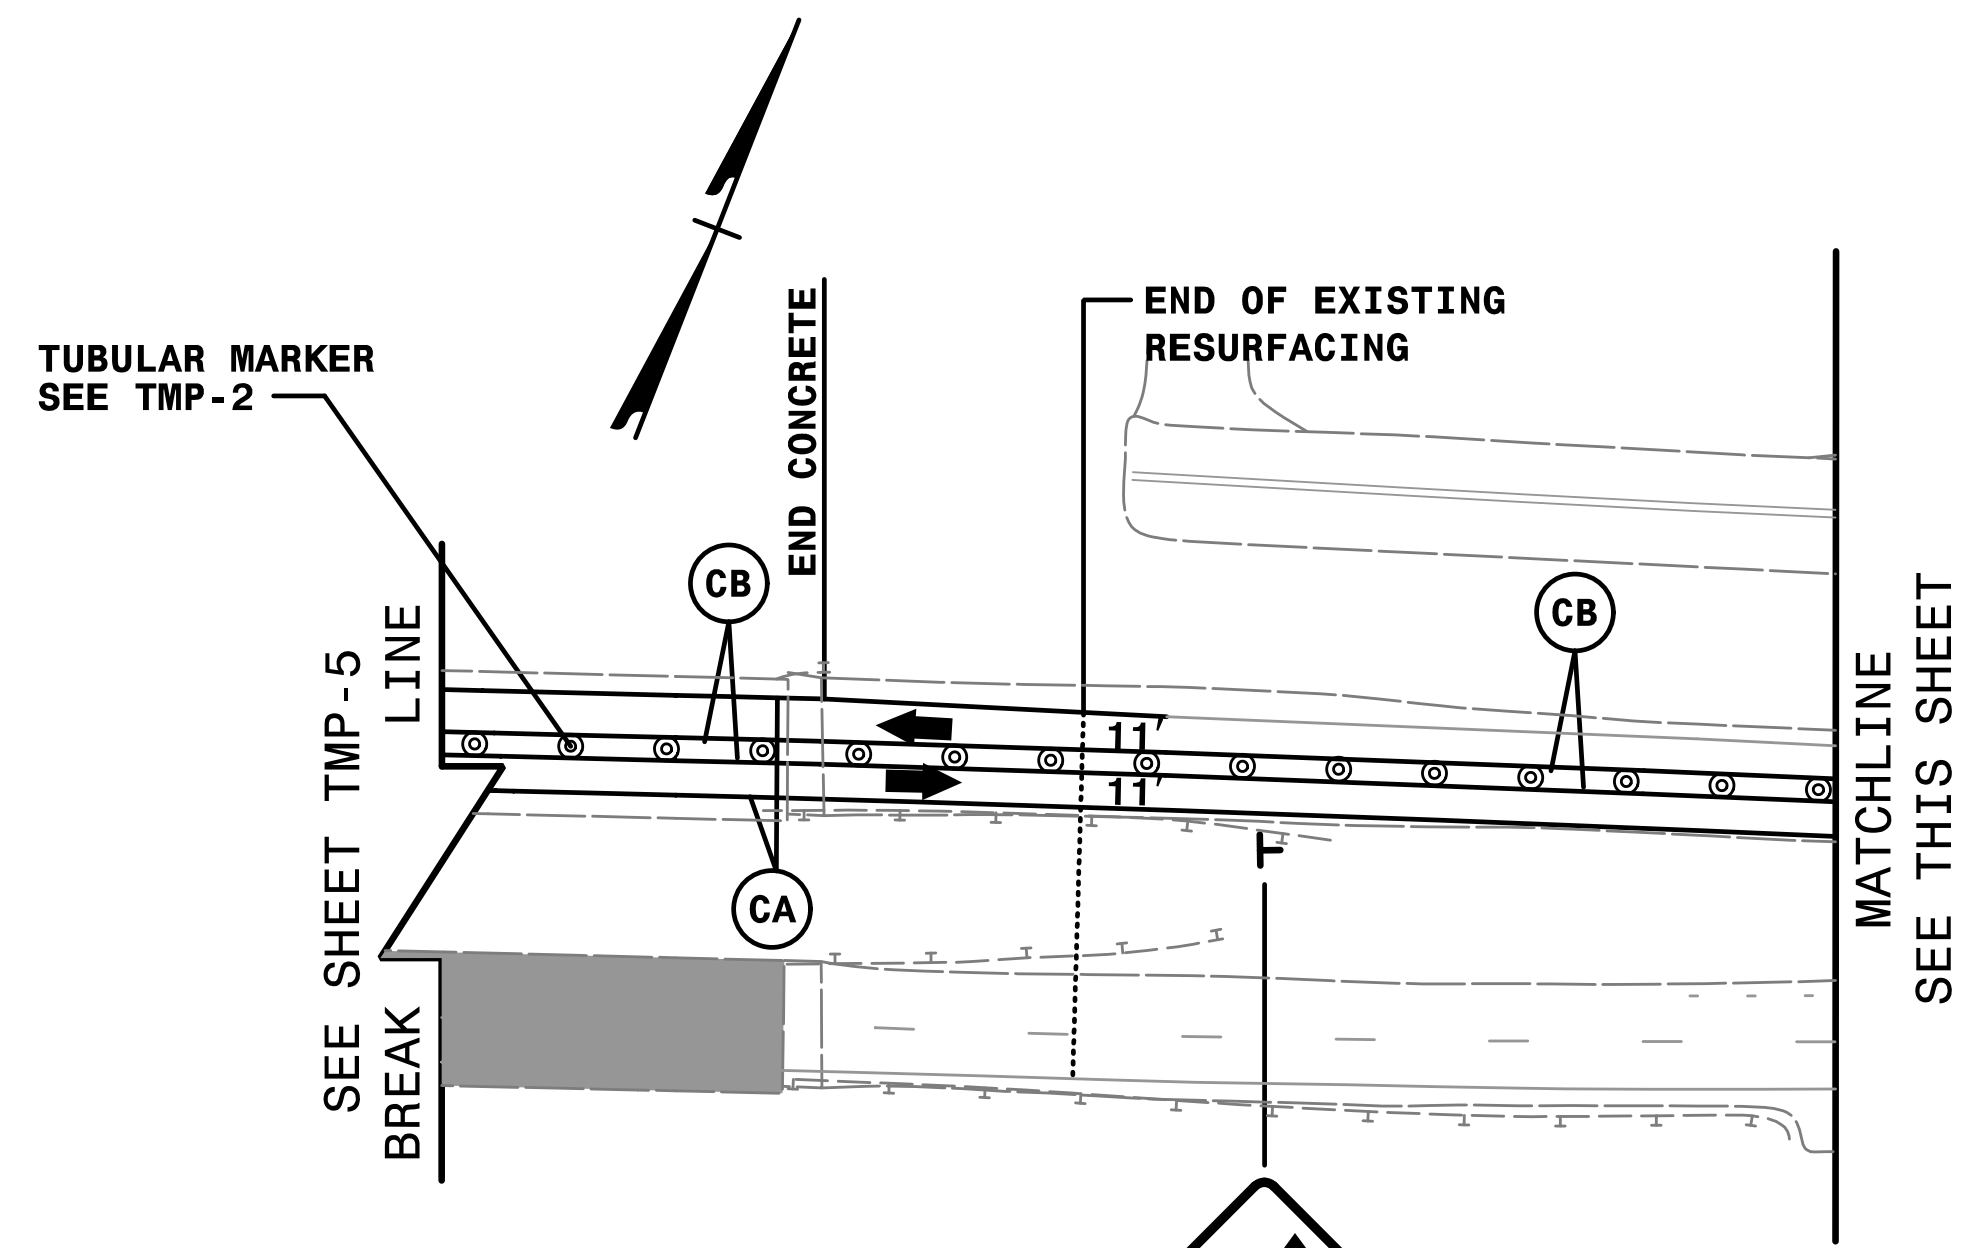 END OF EXISTING
RESURFACING
END CONCRETE
TUBULAR MARKER
SEE TMP-2
CB
CB
SEE SHEET TMP-5
BREAK LINE
11'
11'
CA
MATCHLINE
SEE THIS SHEET